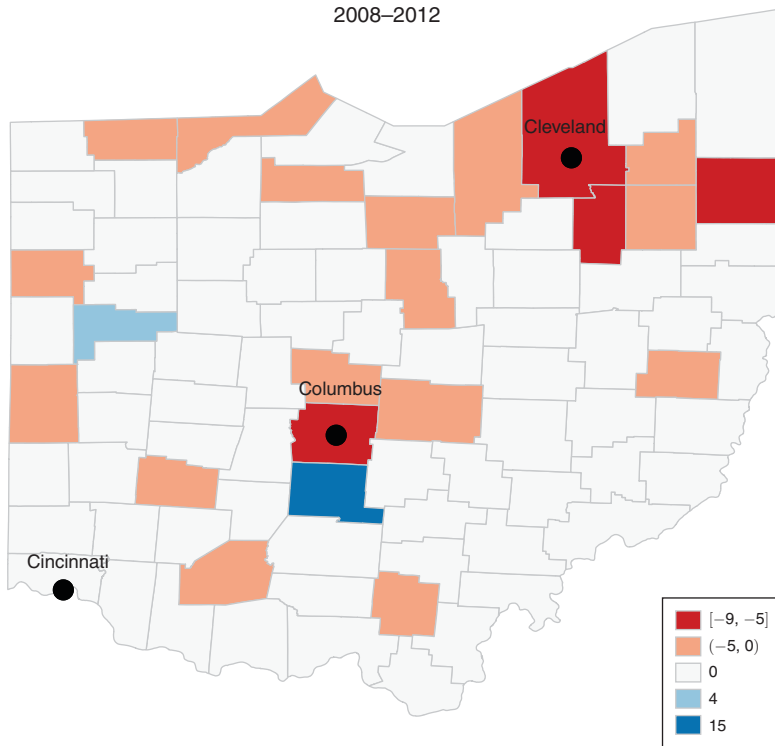 2008–2012
Cleveland
Columbus
Cincinnati
[−9, −5]
(−5, 0)
0
4
15